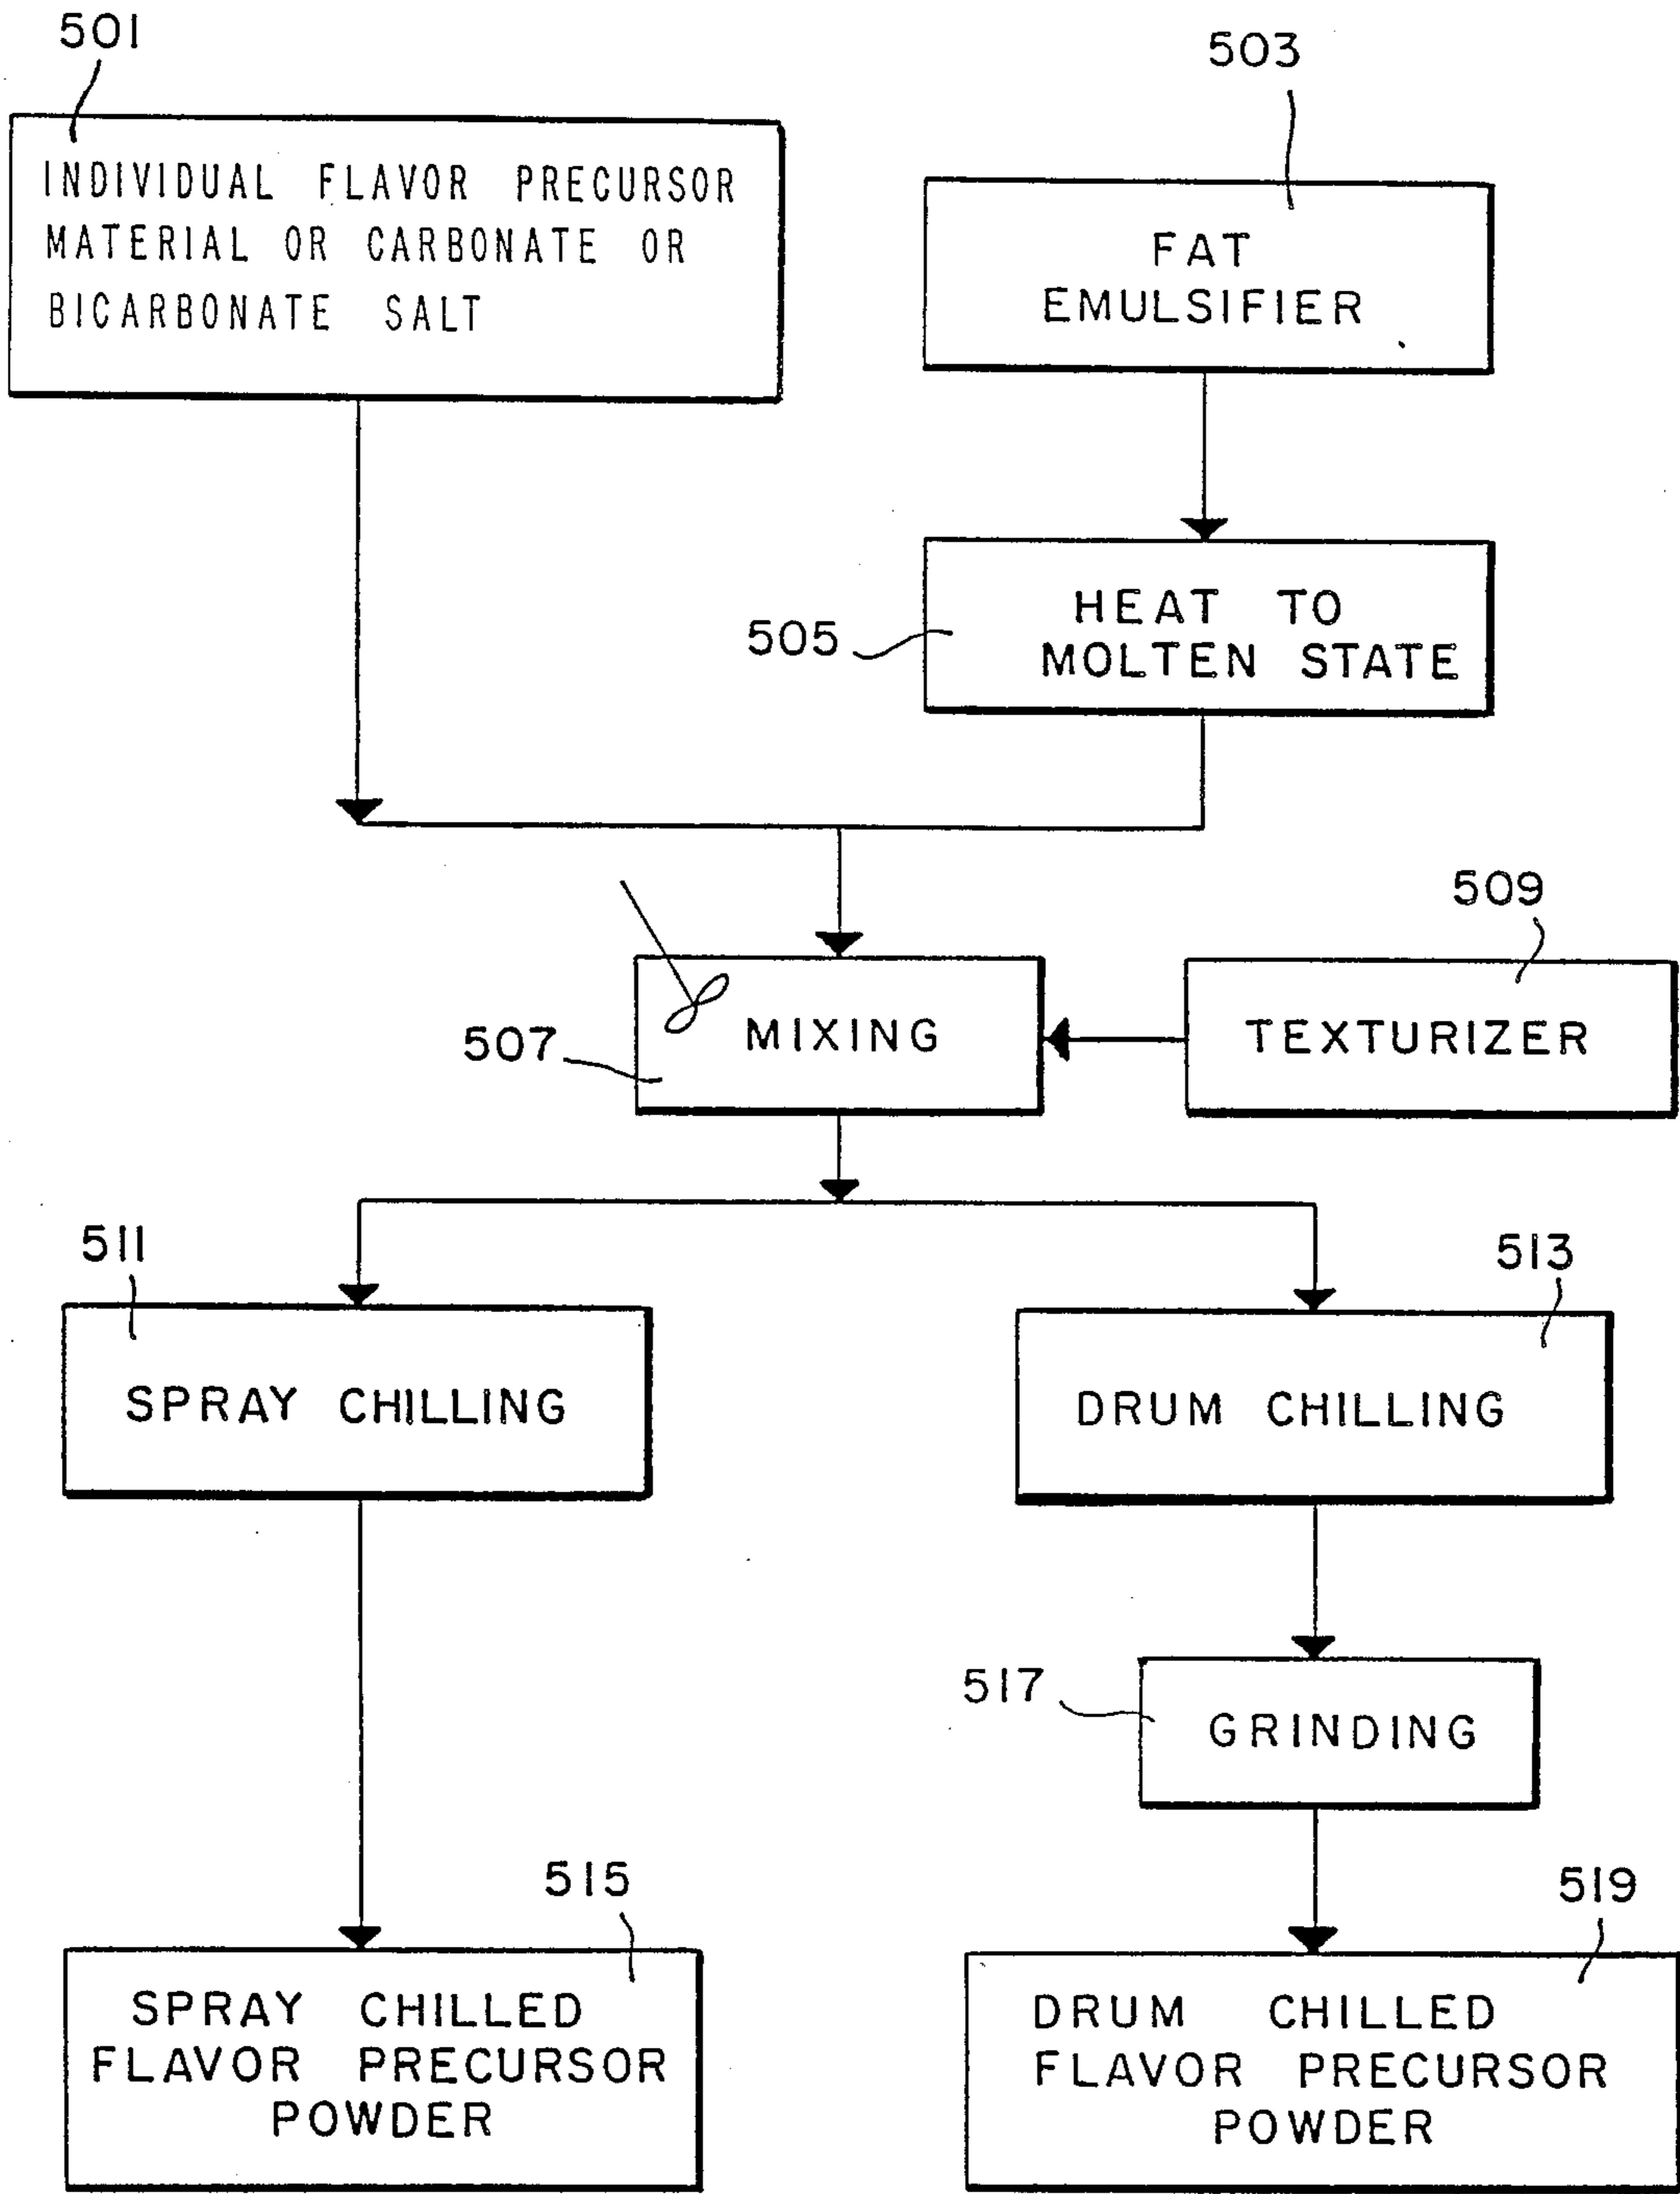 501
INDIVIDUAL FLAVOR PRECURSOR
MATERIAL OR CARBONATE OR
BICARBONATE SALT
503
FAT
EMULSIFIER
505
HEAT TO
MOLTEN STATE
507
MIXING
509
TEXTURIZER
511
SPRAY CHILLING
513
DRUM CHILLING
517
GRINDING
515
SPRAY CHILLED
FLAVOR PRECURSOR
POWDER
519
DRUM CHILLED
FLAVOR PRECURSOR
POWDER